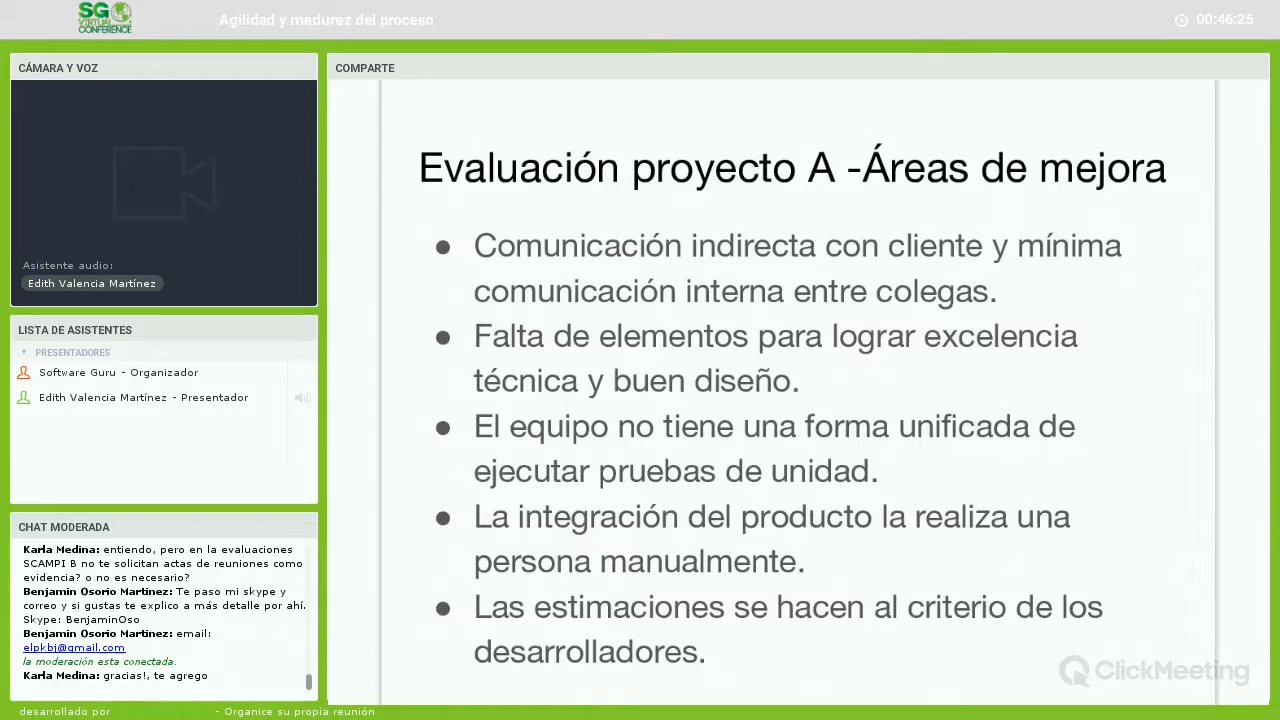 SG
VIRTUAL
CONFERENCE
Agilidad y madurez del proceso
00:46:25
CÁMARA Y VOZ
Asistente audio:
Edith Valencia Martínez
LISTA DE ASISTENTES
PRESENTADORES
Software Guru - Organizador
Edith Valencia Martínez - Presentador
CHAT MODERADA
Karla Medina: entiendo, pero en la evaluaciones
SCAMPI B no te solicitan actas de reuniones como
evidencia? o no es necesario?
Benjamin Osorio Martinez: Te paso mi skype y
correo y si gustas te explico a más detalle por ahí.
Skype: BenjaminOso
Benjamin Osorio Martinez: email:
elpkbj@gmail.com
la moderación esta conectada.
Karla Medina: gracias!, te agrego
COMPARTE
Evaluación proyecto A -Áreas de mejora
● Comunicación indirecta con cliente y mínima
comunicación interna entre colegas.
● Falta de elementos para lograr excelencia
técnica y buen diseño.
● El equipo no tiene una forma unificada de
ejecutar pruebas de unidad.
● La integración del producto la realiza una
persona manualmente.
● Las estimaciones se hacen al criterio de los
desarrolladores.
ClickMeeting
desarrollado por
- Organice su propia reunión